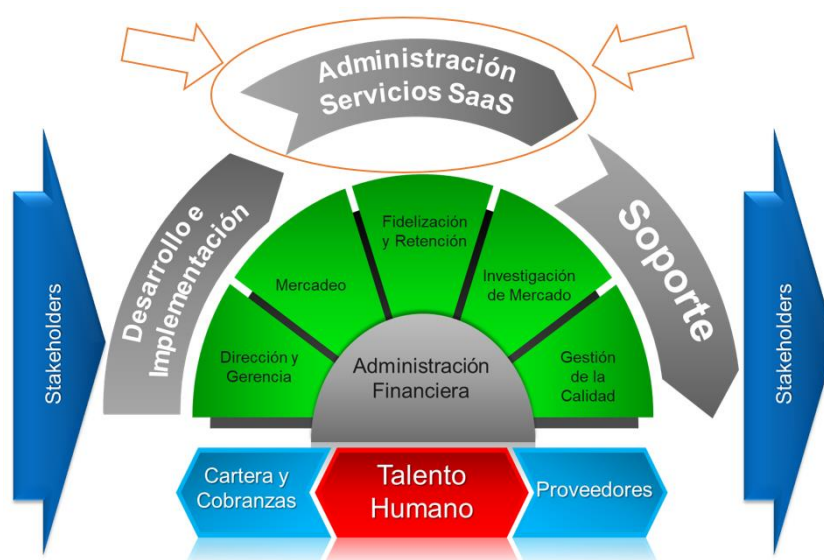 Administración
Servicios SaaS
Desarrollo e
Implementación
Soporte
Stakeholders
Stakeholders
Fidelización
y Retención
Mercadeo
Investigación
de Mercado
Dirección y
Gerencia
Gestión
de la
Calidad
Administración
Financiera
Cartera y
Cobranzas
Talento
Humano
Proveedores